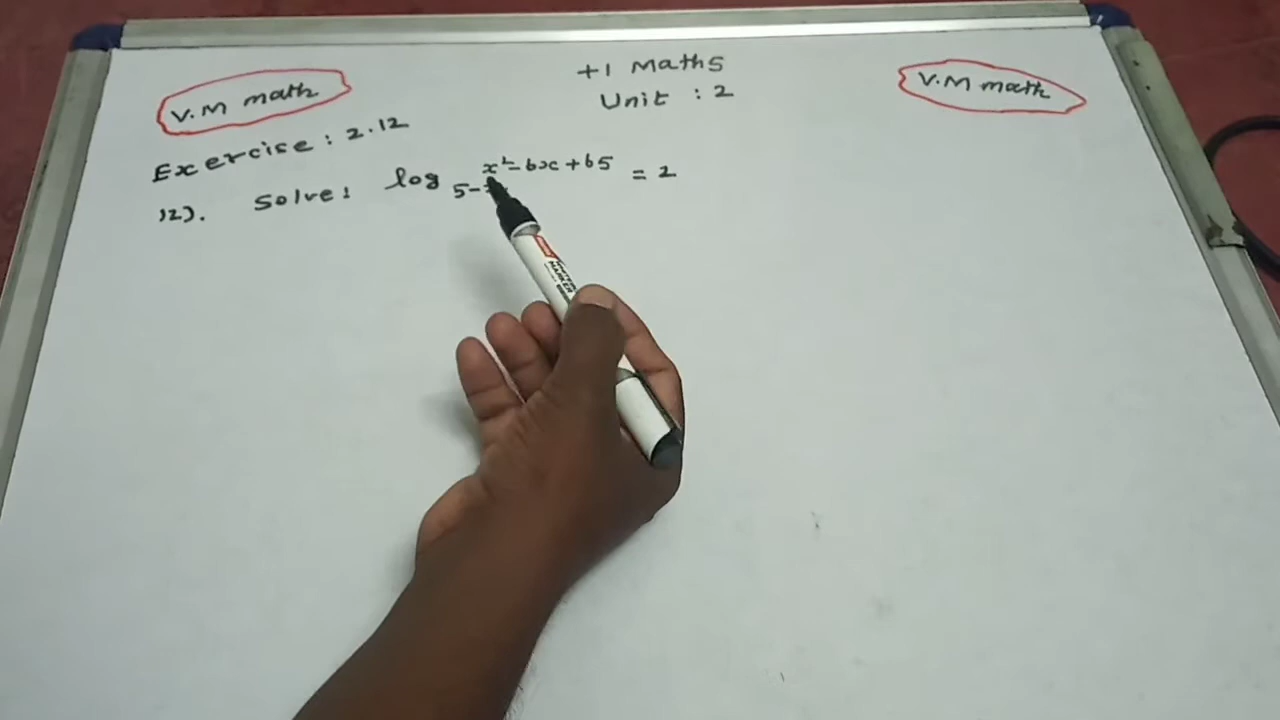 V.M math
+1 Maths
V.M math
Unit : 2
Exercise : 2.12
12). Solve: log 5- x²-6x+65 = 2